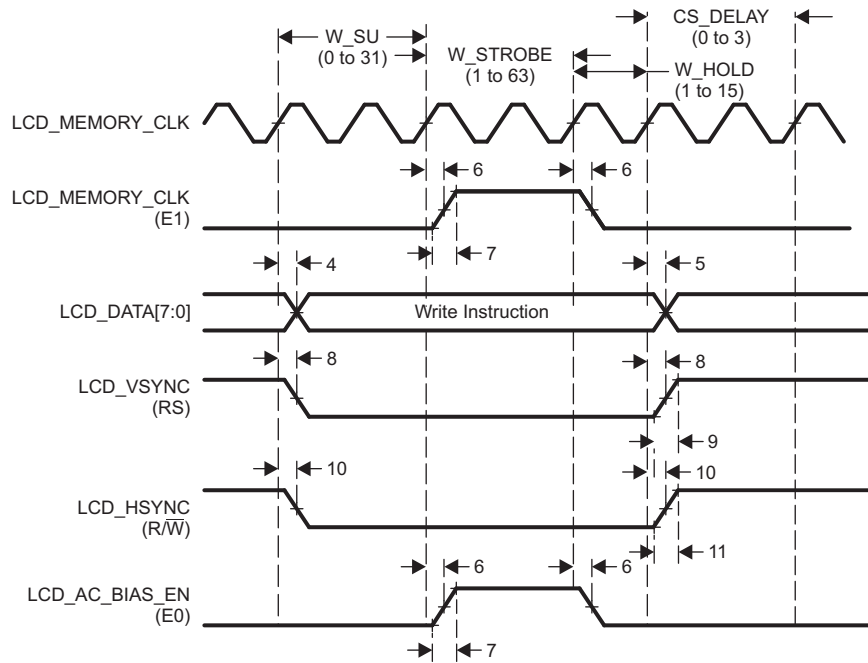 W_SU
(0 to 31)
CS_DELAY
(0 to 3)
W_STROBE
(1 to 63)
W_HOLD
(1 to 15)
LCD_MEMORY_CLK
6
6
LCD_MEMORY_CLK
(E1)
7
4
5
LCD_DATA[7:0]
Write Instruction
8
8
LCD_VSYNC
(RS)
9
10
10
LCD_HSYNC
(R/W̅)
11
6
6
LCD_AC_BIAS_EN
(E0)
7